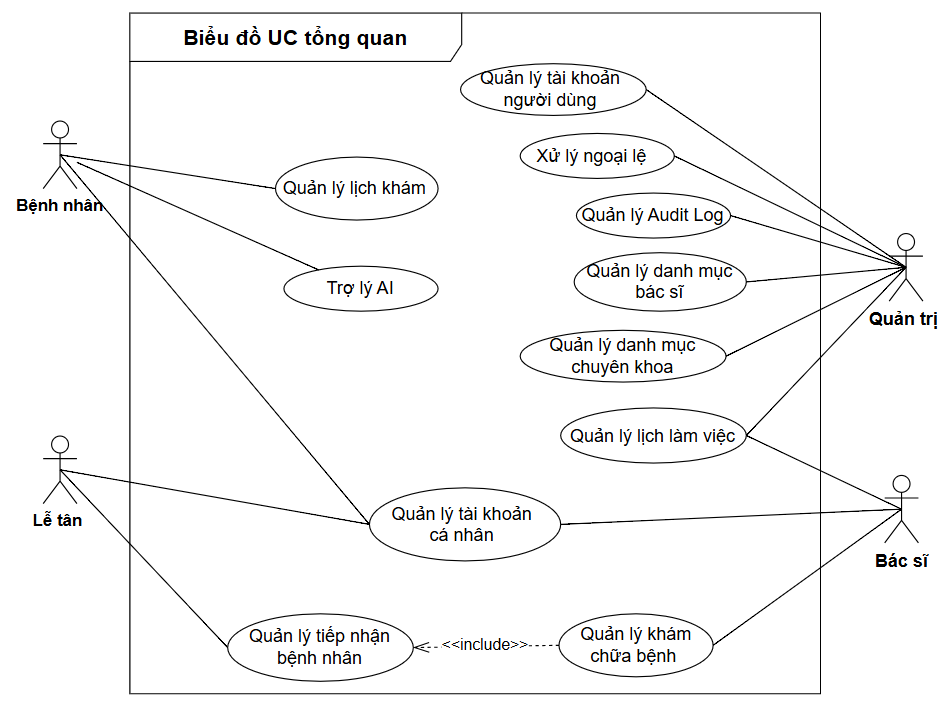 Biểu đồ UC tổng quan
Quản lý tài khoản
người dùng
Xử lý ngoại lệ
Bệnh nhân
Quản lý lịch khám
Quản lý Audit Log
Quản lý danh mục
bác sĩ
Trợ lý AI
Quản trị
Quản lý danh mục
chuyên khoa
Quản lý lịch làm việc
Lễ tân
Quản lý tài khoản
cá nhân
Bác sĩ
Quản lý tiếp nhận
bệnh nhân
<<include>>
Quản lý khám
chữa bệnh